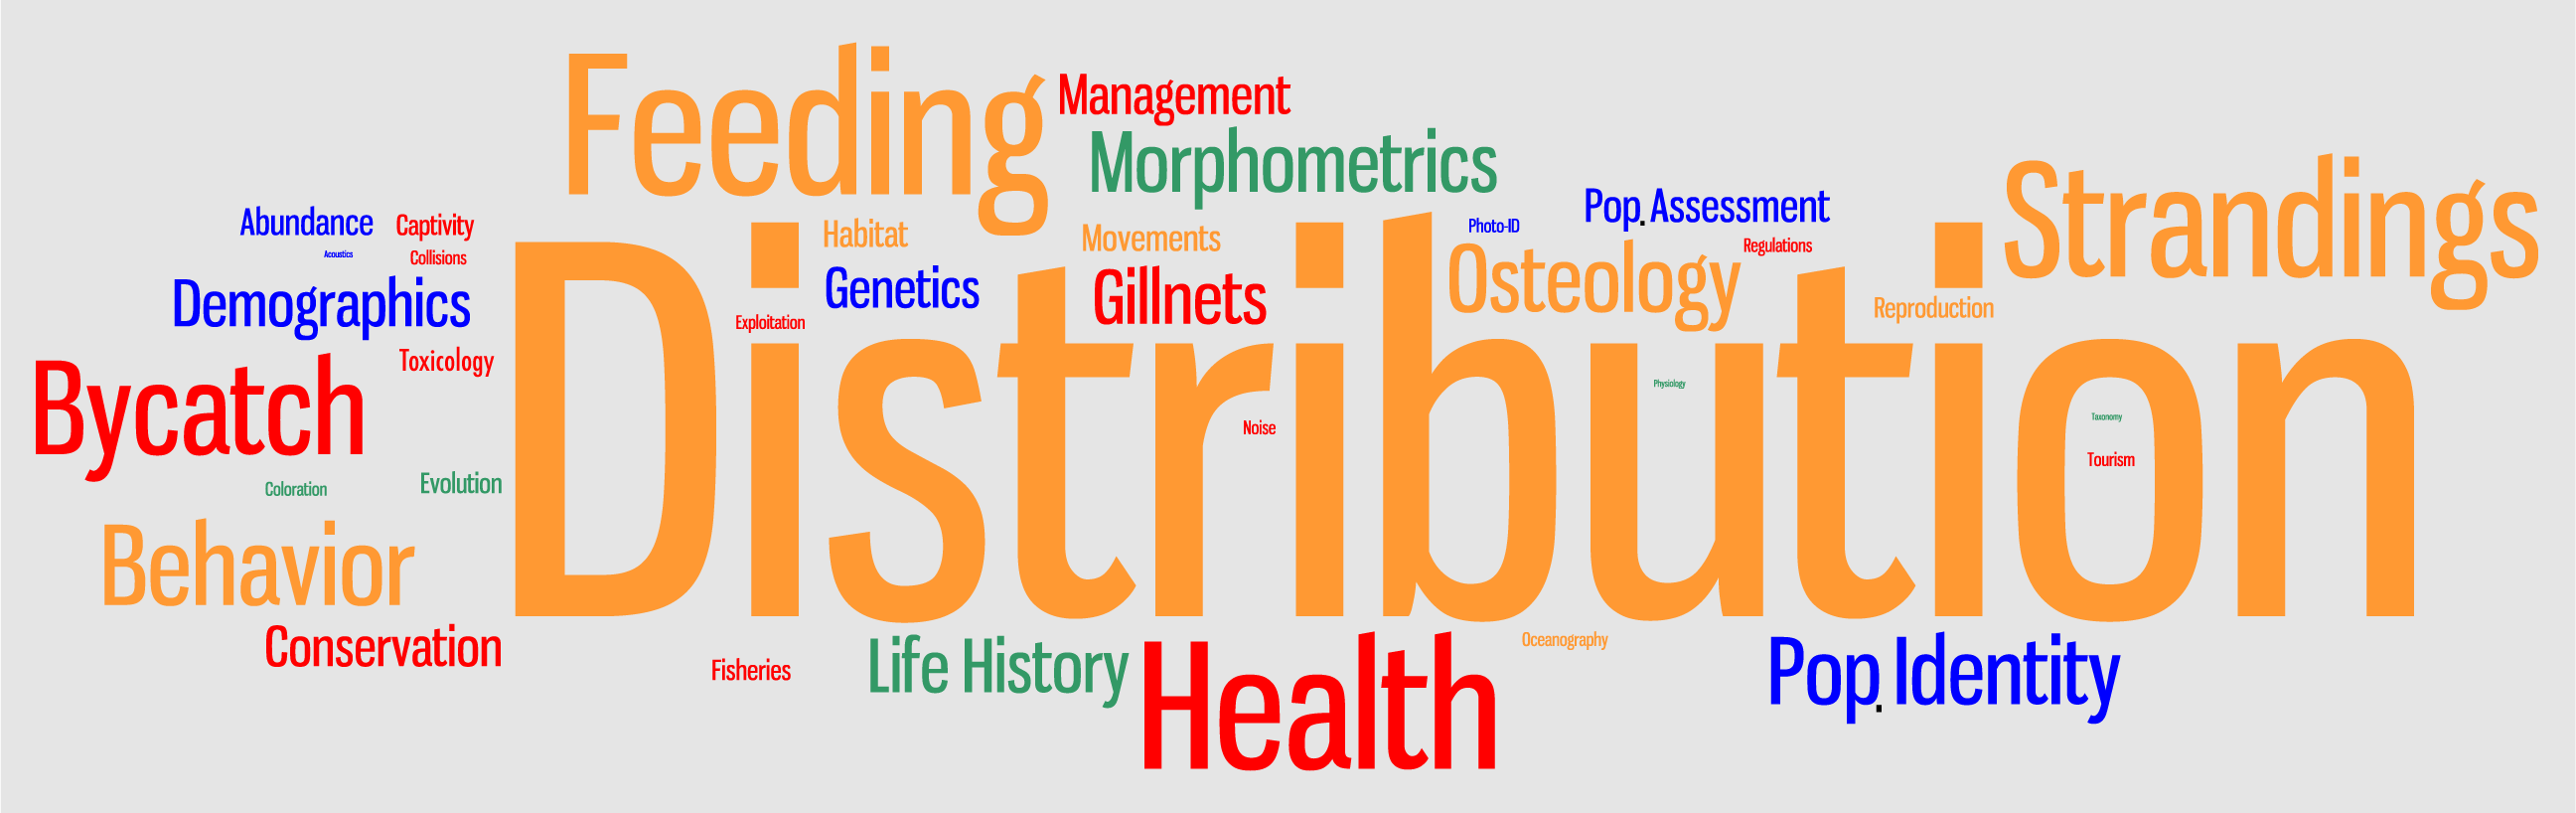 Feeding
Management
Morphometrics
Strandings
Abundance
Captivity
Habitat
Movements
Photo-ID
Pop. Assessment
Acoustics
Collisions
Osteology
Regulations
Demographics
Genetics
Gillnets
Exploitation
Reproduction
Toxicology
Bycatch
Distribution
Physiology
Noise
Taxonomy
Tourism
Coloration
Evolution
Behavior
Conservation
Fisheries
Life History
Health
Oceanography
Pop. Identity